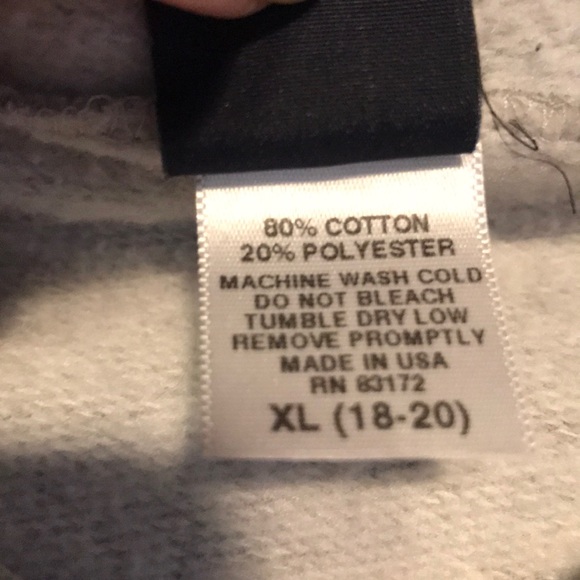 80% COTTON
20% POLYESTER
MACHINE WASH COLD
DO NOT BLEACH
TUMBLE DRY LOW
REMOVE PROMPTLY
MADE IN USA
RN 83172
XL (18-20)